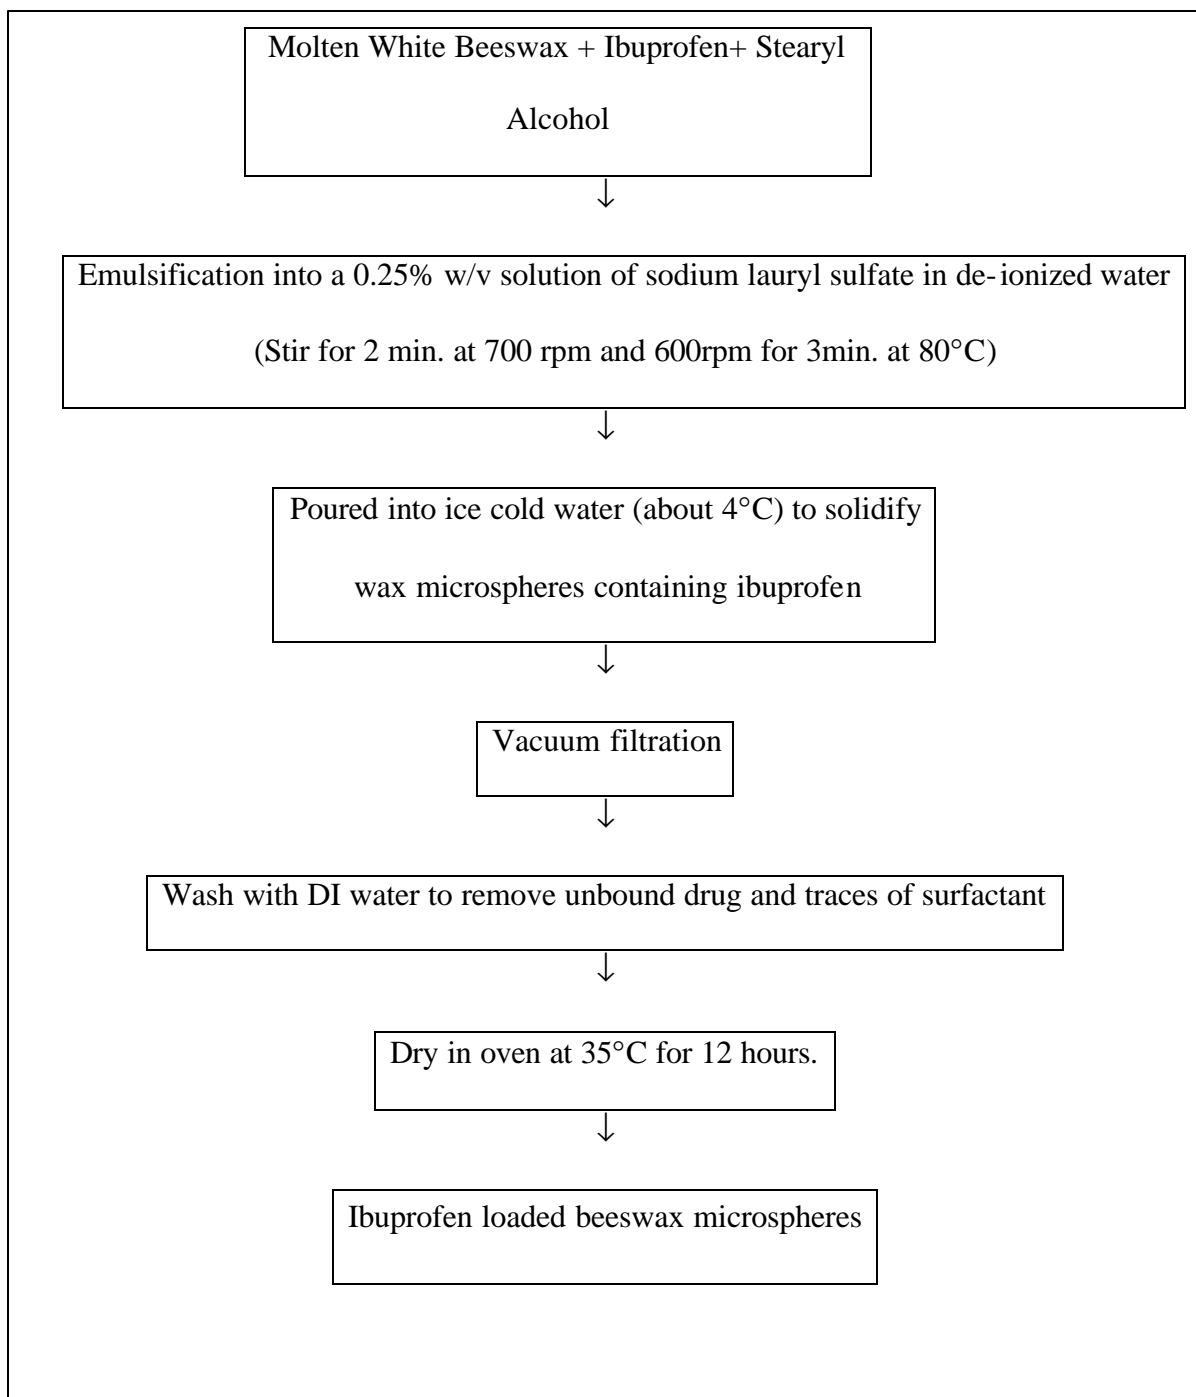 Molten White Beeswax + Ibuprofen+ Stearyl
Alcohol
↓
Emulsification into a 0.25% w/v solution of sodium lauryl sulfate in de-ionized water
(Stir for 2 min. at 700 rpm and 600rpm for 3min. at 80°C)
↓
Poured into ice cold water (about 4°C) to solidify
wax microspheres containing ibuprofen
↓
Vacuum filtration
↓
Wash with DI water to remove unbound drug and traces of surfactant
↓
Dry in oven at 35°C for 12 hours.
↓
Ibuprofen loaded beeswax microspheres